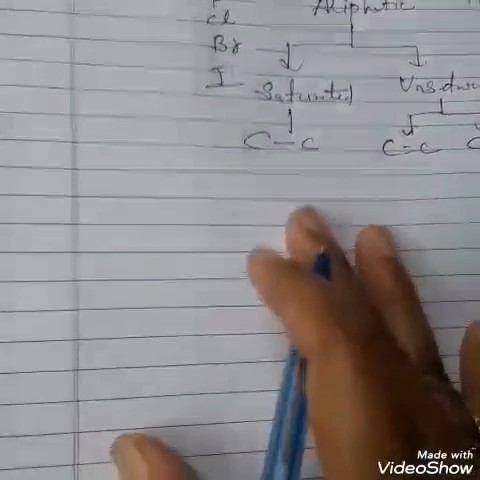 Aliphatic
Cl
Br
I Saturated
C-C C=C
Made with
VideoShow